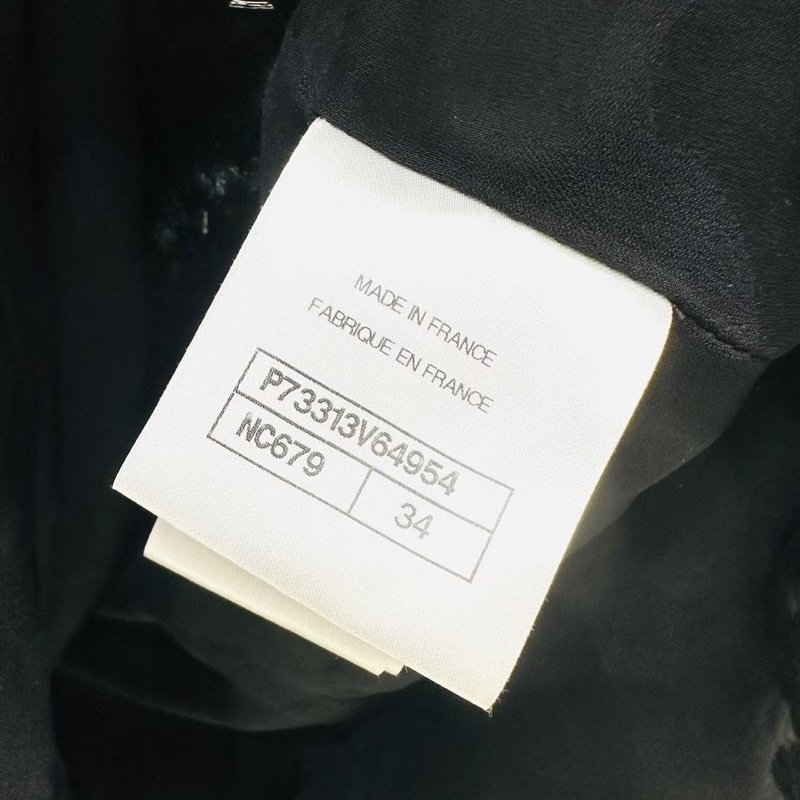 MADE IN FRANCE
FABRIQUE EN FRANCE
P73313V64954
NC679 34